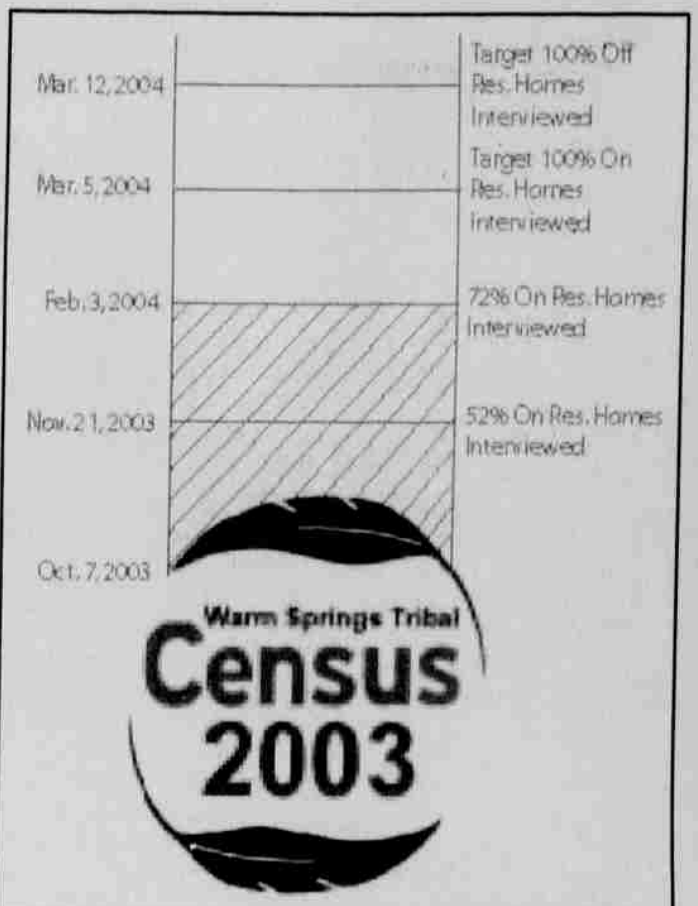 Mar. 12, 2004
Target 100% Off
Res. Homes
Interviewed
Mar. 5, 2004
Target 100% On
Res. Homes
Interviewed
Feb. 3, 2004
72% On Res. Homes
Interviewed
Nov. 21, 2003
52% On Res. Homes
Interviewed
Oct. 7, 2003
Warm Springs Tribal
Census
2003